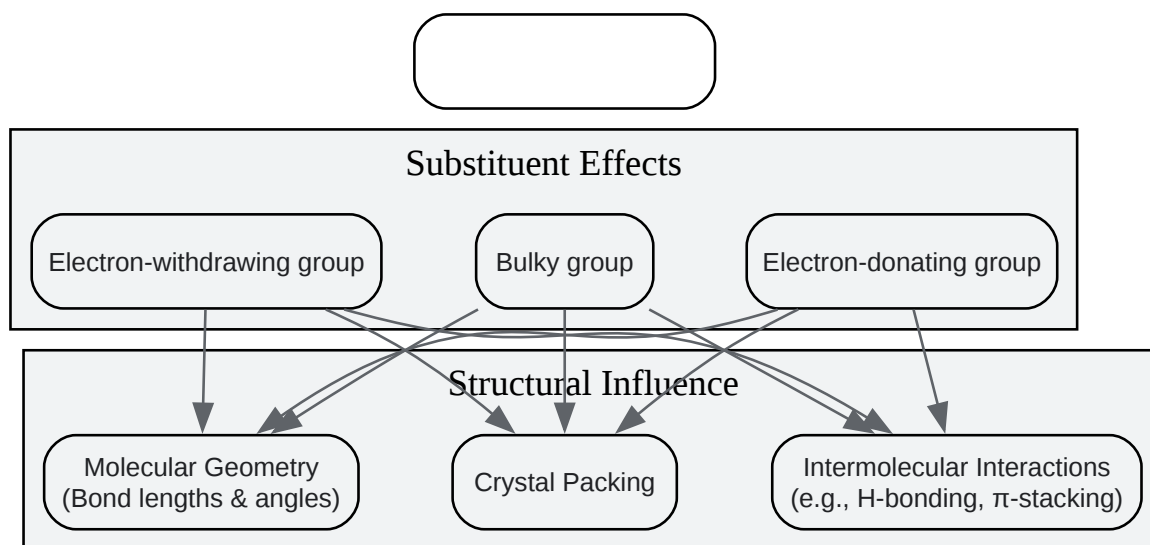 Substituent Effects
Electron-withdrawing group
Bulky group
Electron-donating group
Structural Influence
Molecular Geometry
(Bond lengths & angles)
Crystal Packing
Intermolecular Interactions
(e.g., H-bonding, π-stacking)